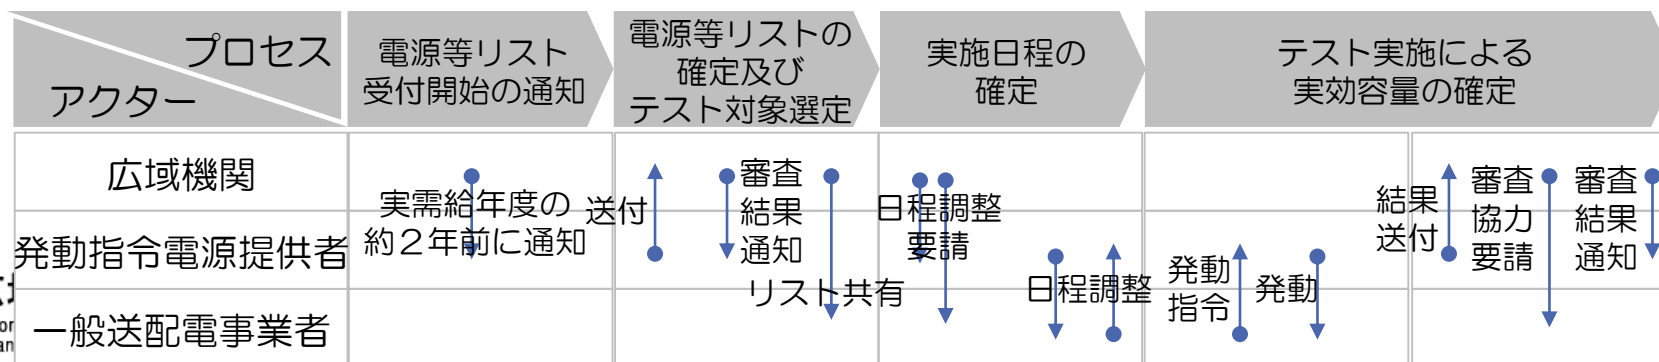 プロセス
アクター
電源等リスト
受付開始の通知
電源等リストの
確定及び
テスト対象選定
実施日程の
確定
テスト実施による
実効容量の確定
広域機関
発動指令電源提供者
一般送配電事業者
実需給年度の
約２年前に通知
送付
審査
結果
通知
リスト共有
日程調整
要請
日程調整
発動
指令
発動
結果
送付
審査
協力
要請
審査
結果
通知